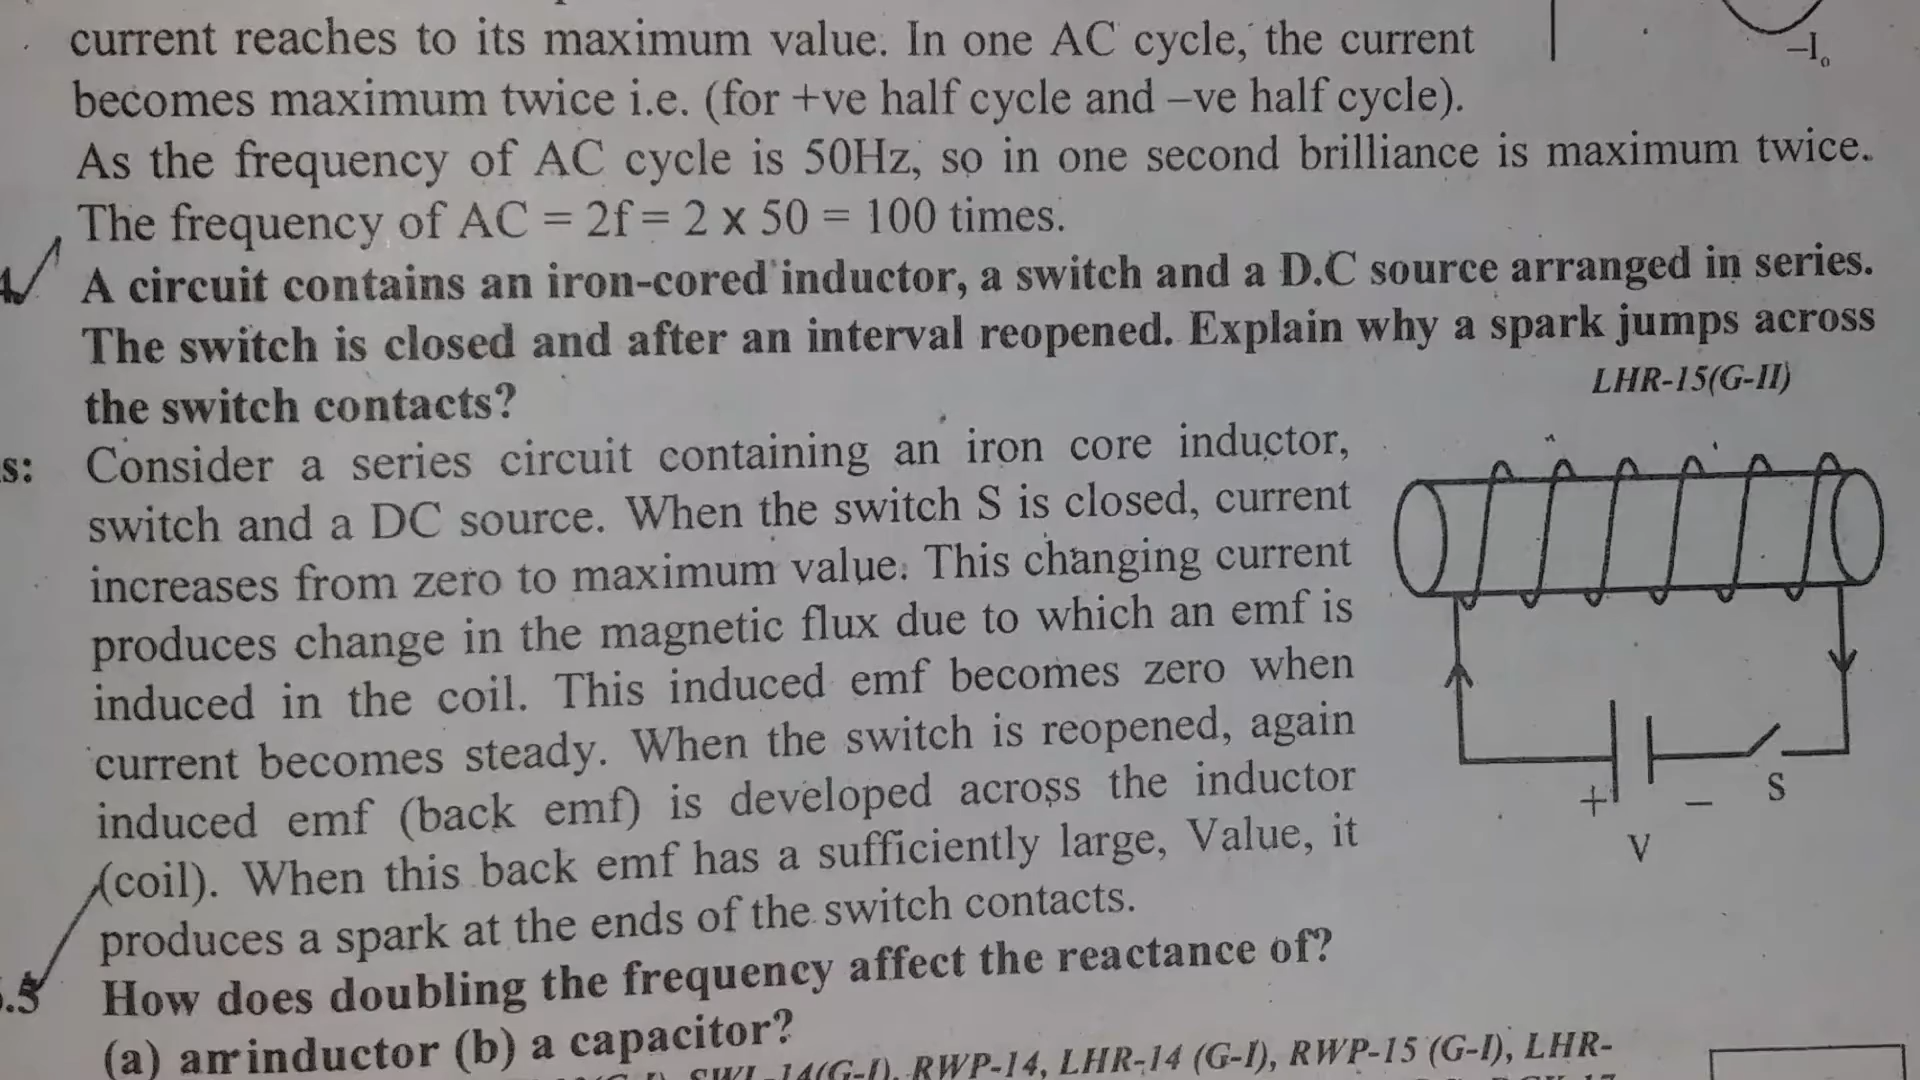 current reaches to its maximum value. In one AC cycle, the current
–I₀
becomes maximum twice i.e. (for +ve half cycle and –ve half cycle).
As the frequency of AC cycle is 50Hz, so in one second brilliance is maximum twice.
The frequency of AC = 2f = 2 x 50 = 100 times.
A circuit contains an iron-cored inductor, a switch and a D.C source arranged in series.
The switch is closed and after an interval reopened. Explain why a spark jumps across
the switch contacts?
LHR-15(G-II)
s: Consider a series circuit containing an iron core inductor,
switch and a DC source. When the switch S is closed, current
increases from zero to maximum value. This changing current
produces change in the magnetic flux due to which an emf is
induced in the coil. This induced emf becomes zero when
current becomes steady. When the switch is reopened, again
induced emf (back emf) is developed across the inductor
(coil). When this back emf has a sufficiently large, Value, it
produces a spark at the ends of the switch contacts.
+ – S
V
.5 How does doubling the frequency affect the reactance of?
(a) an inductor (b) a capacitor?
SWL-14(G-I), RWP-14, LHR-14 (G-I), RWP-15 (G-I), LHR-